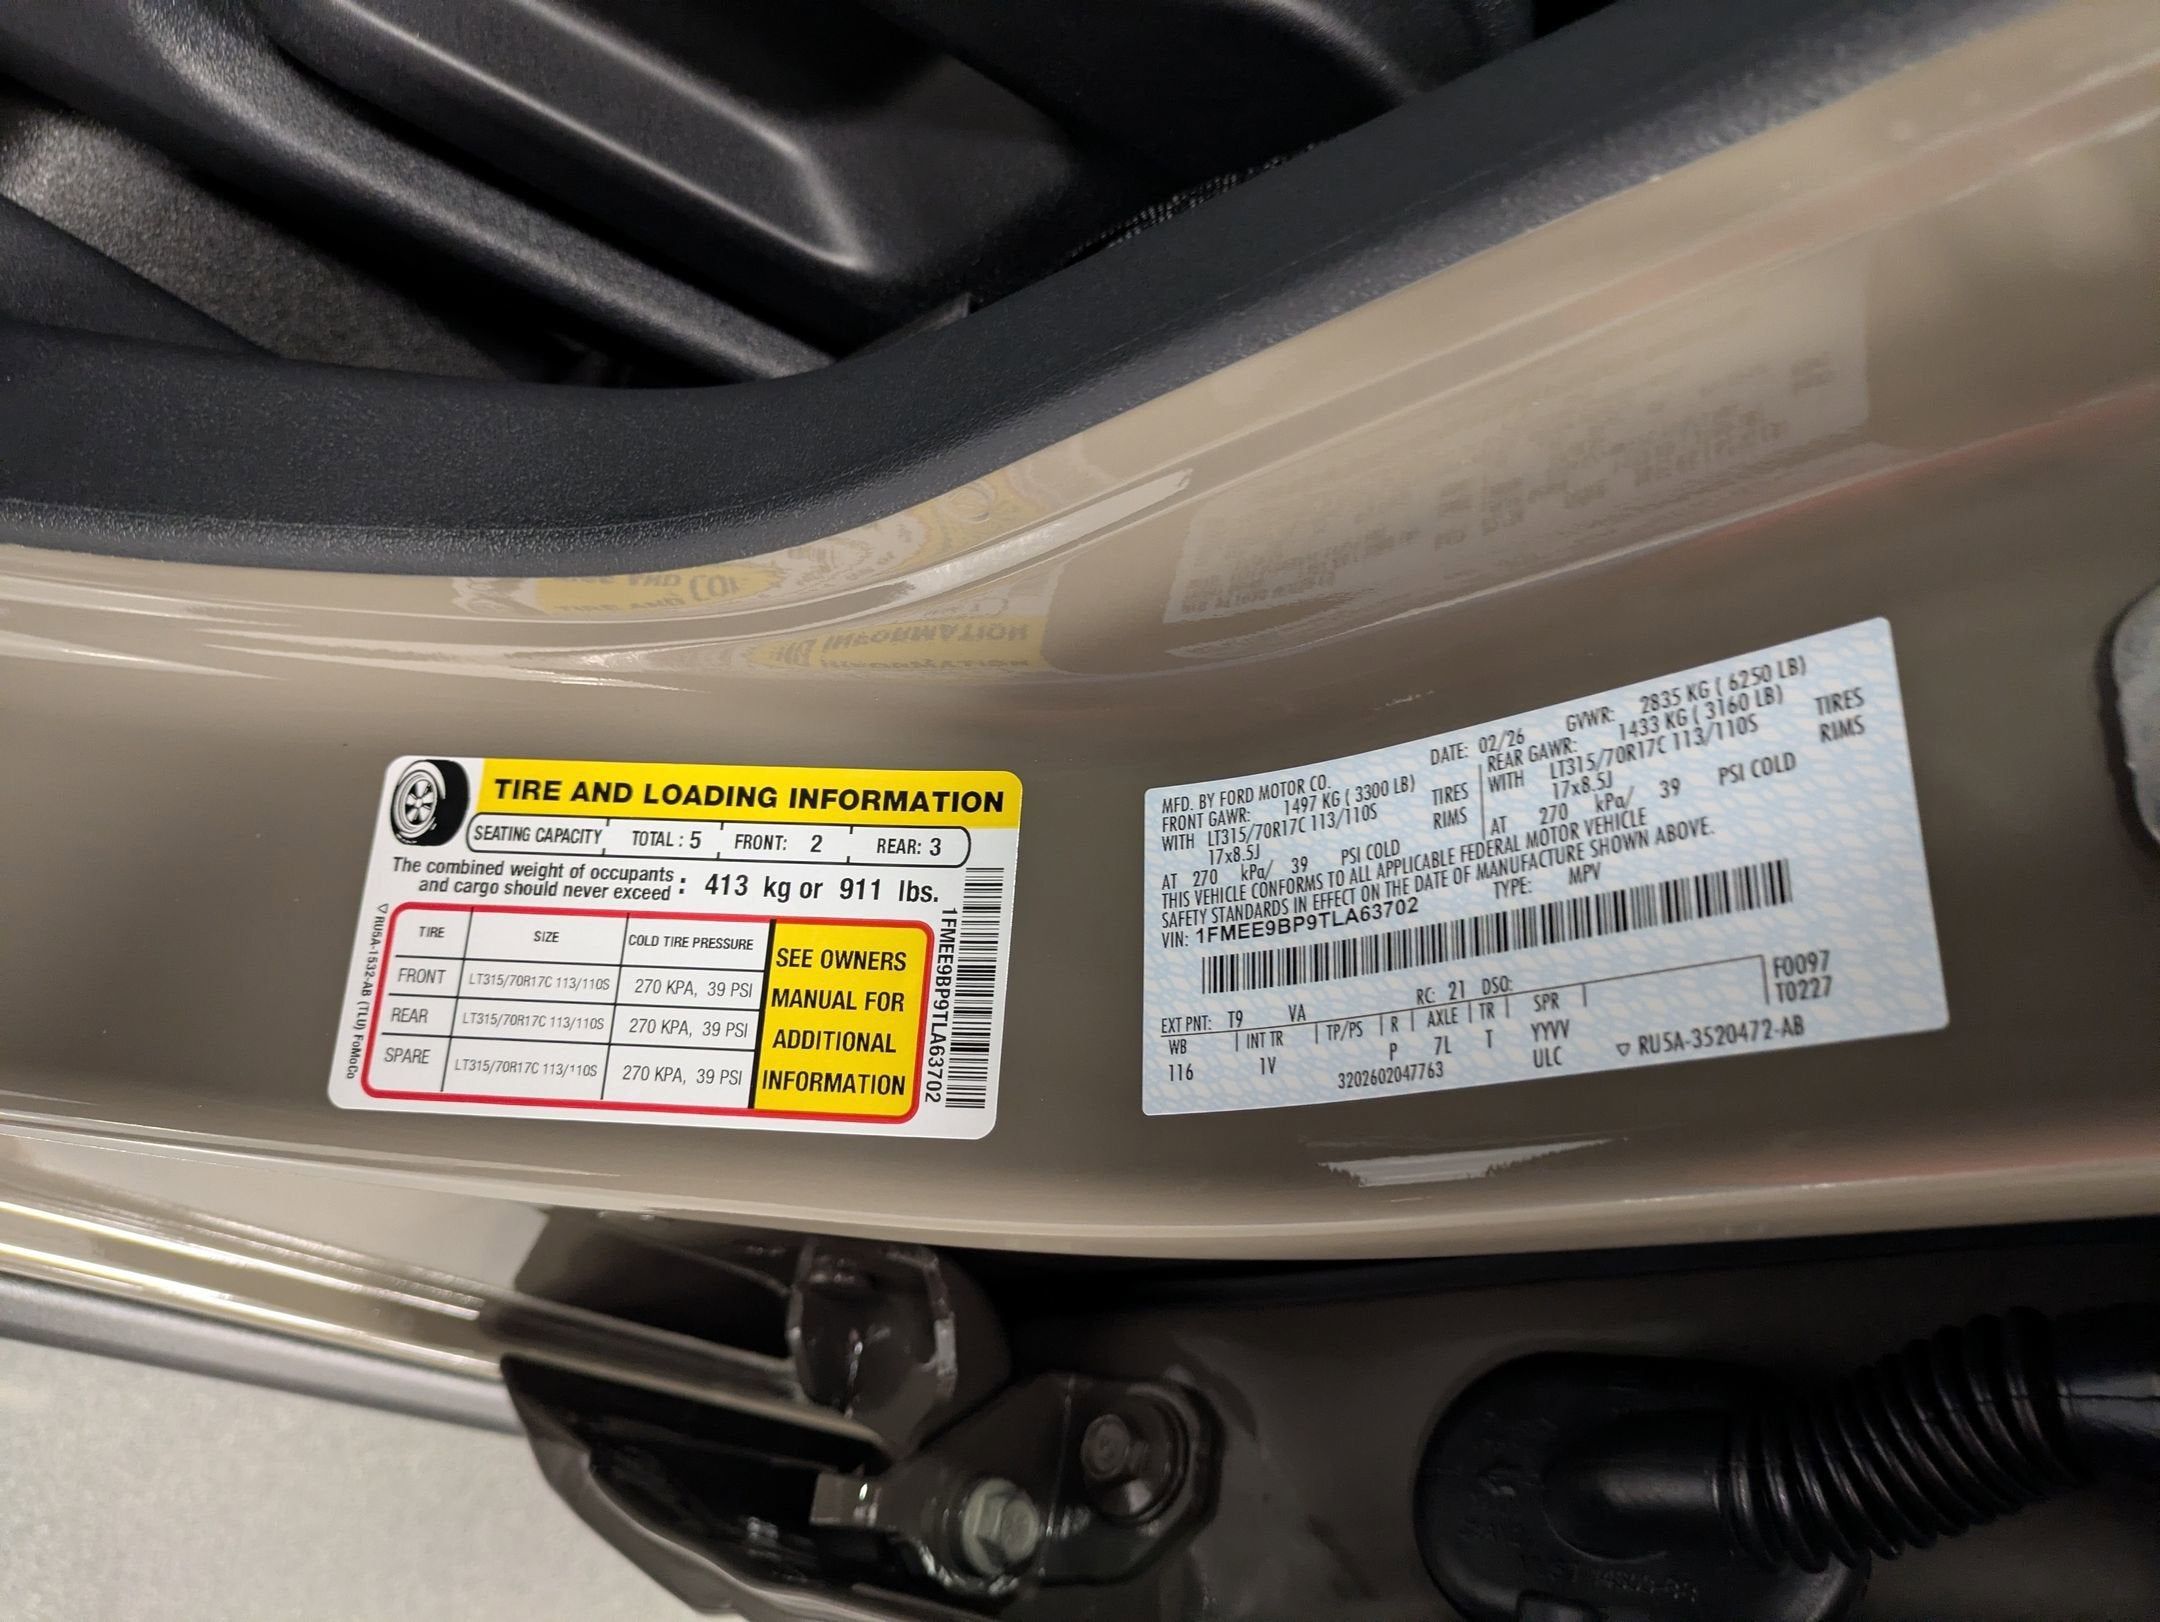 TIRE AND LOADING INFORMATION
SEATING CAPACITY TOTAL : 5 FRONT: 2 REAR: 3
The combined weight of occupants
and cargo should never exceed : 413 kg or 911 lbs.
TIRE SIZE COLD TIRE PRESSURE
FRONT LT315/70R17C 113/110S 270 KPA, 39 PSI
REAR LT315/70R17C 113/110S 270 KPA, 39 PSI
SPARE LT315/70R17C 113/110S 270 KPA, 39 PSI
SEE OWNERS
MANUAL FOR
ADDITIONAL
INFORMATION
1FMEE9BP9TLA63702
RU5A-1532-AB (TLU) FoMoCo
MFD. BY FORD MOTOR CO. DATE: 02/26 GVWR: 2835 KG ( 6250 LB)
FRONT GAWR: 1497 KG ( 3300 LB) REAR GAWR: 1433 KG ( 3160 LB)
WITH LT315/70R17C 113/110S TIRES WITH LT315/70R17C 113/110S TIRES
17x8.5J RIMS 17x8.5J RIMS
AT 270 kPa/ 39 PSI COLD AT 270 kPa/ 39 PSI COLD
THIS VEHICLE CONFORMS TO ALL APPLICABLE FEDERAL MOTOR VEHICLE
SAFETY STANDARDS IN EFFECT ON THE DATE OF MANUFACTURE SHOWN ABOVE.
VIN: 1FMEE9BP9TLA63702 TYPE: MPV
F0097
T0227
EXT PNT: T9 VA RC: 21 DSO:
WB INT TR TP/PS R AXLE TR SPR
116 1V P 7L T YYVV
3202602047763 ULC RU5A-3520472-AB